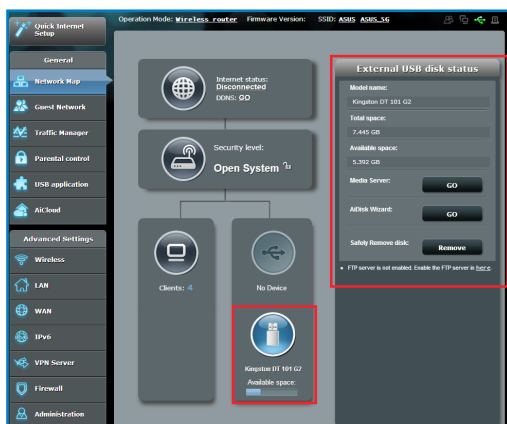 Quick Internet
Setup
Operation Mode: Wireless router Firmware Version: SSID: ASUS ASUS_5G
General
Network Map
Guest Network
Traffic Manager
Parental control
USB application
AiCloud
Advanced Settings
Wireless
LAN
WAN
IPv6
VPN Server
Firewall
Administration
Internet status:
Disconnected
DDNS: GO
Security level:
Open System
Clients: 4
No Device
Kingston DT 101 G2
Available space:
External USB disk status
Model name:
Kingston DT 101 G2
Total space:
7.445 GB
Available space:
5.392 GB
Media Server: GO
AiDisk Wizard: GO
Safely Remove disk: Remove
• FTP server is not enabled. Enable the FTP server in here.